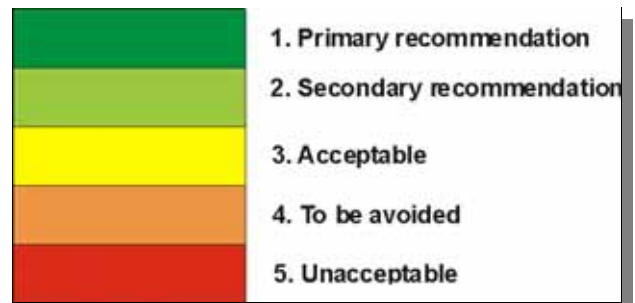 1. Primary recommendation
2. Secondary recommendation
3. Acceptable
4. To be avoided
5. Unacceptable